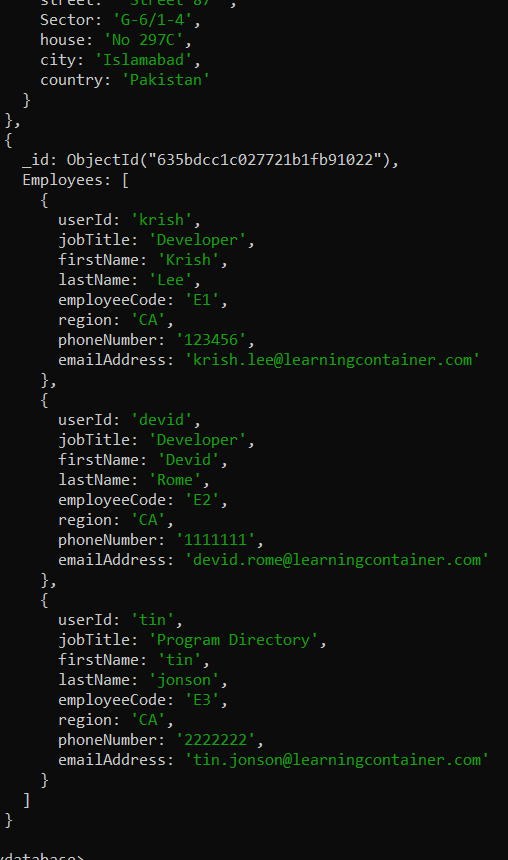 street: ' Street 87 ',
Sector: 'G-6/1-4',
house: 'No 297C',
city: 'Islamabad',
country: 'Pakistan'
}
},
{
_id: ObjectId("635bdcc1c027721b1fb91022"),
Employees: [
{
userId: 'krish',
jobTitle: 'Developer',
firstName: 'Krish',
lastName: 'Lee',
employeeCode: 'E1',
region: 'CA',
phoneNumber: '123456',
emailAddress: 'krish.lee@learningcontainer.com'
},
{
userId: 'devid',
jobTitle: 'Developer',
firstName: 'Devid',
lastName: 'Rome',
employeeCode: 'E2',
region: 'CA',
phoneNumber: '1111111',
emailAddress: 'devid.rome@learningcontainer.com'
},
{
userId: 'tin',
jobTitle: 'Program Directory',
firstName: 'tin',
lastName: 'jonson',
employeeCode: 'E3',
region: 'CA',
phoneNumber: '2222222',
emailAddress: 'tin.jonson@learningcontainer.com'
}
]
}
ydatabase>